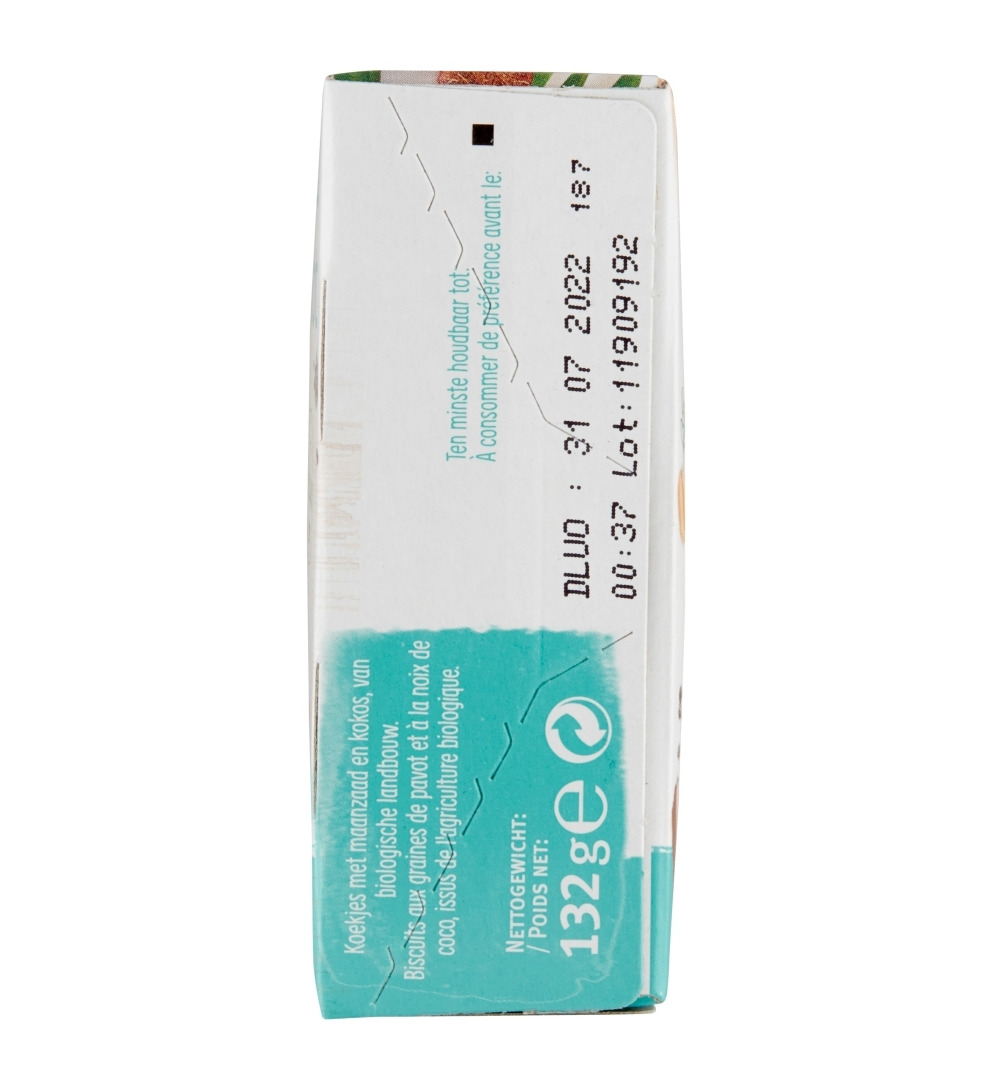 Koekjes met maanzaad en kokos, van
biologische landbouw.
Biscuits aux graines de pavot et à la noix de
coco, issus de l'agriculture biologique.
NETTOGEWICHT:
/ POIDS NET:
132 g e
Ten minste houdbaar tot:
À consommer de préférence avant le:
DLUO : 31 07 2022 187
00:37 Lot:11909192